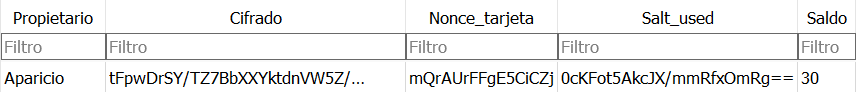 Propietario Cifrado Nonce_tarjeta Salt_used Saldo
Filtro Filtro Filtro Filtro Filtro
Aparicio tFpwDrSY/TZ7BbXXYktdnVW5Z/... mQrAUrFFgE5CiCZj 0cKFot5AkcJX/mmRfxOmRg== 30